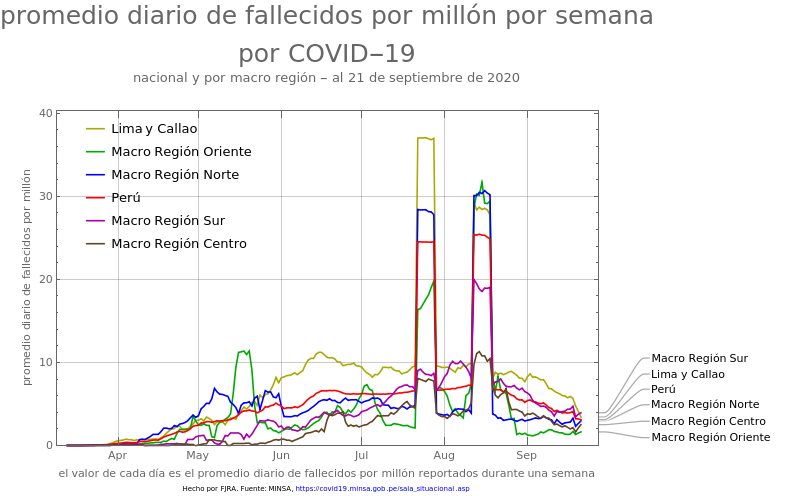 promedio diario de fallecidos por millón por semana
por COVID−19
nacional y por macro región − al 21 de septiembre de 2020
promedio diario de fallecidos por millón
40
30
20
10
0
Lima y Callao
Macro Región Oriente
Macro Región Norte
Perú
Macro Región Sur
Macro Región Centro
Macro Región Sur
Lima y Callao
Perú
Macro Región Norte
Macro Región Centro
Macro Región Oriente
Apr May Jun Jul Aug Sep
el valor de cada día es el promedio diario de fallecidos por millón reportados durante una semana
Hecho por FJRA. Fuente: MINSA, https://covid19.minsa.gob.pe/sala_situacional.asp